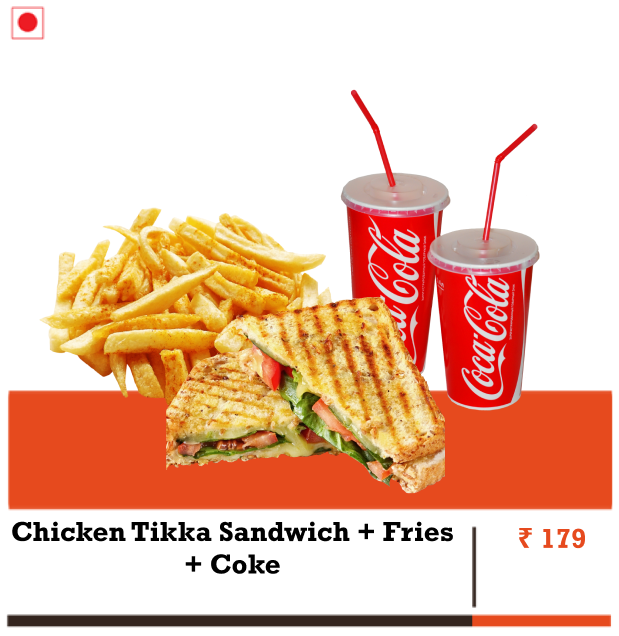 Coca-Cola
Coca-Cola
Chicken Tikka Sandwich + Fries
+ Coke
₹ 179